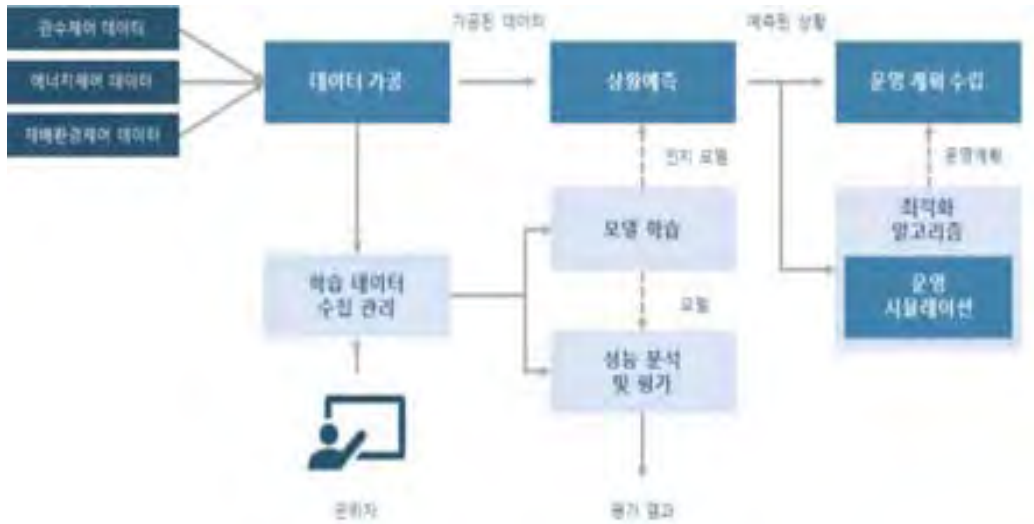 관수제어 데이터
에너지제어 데이터
재배환경제어 데이터
데이터 가공
가공된 데이터
상황예측
예측된 상황
운영 계획 수립
인지 모델
운영계획
모델 학습
최적화
알고리즘
운영
시뮬레이션
학습 데이터
수집 관리
모델
성능 분석
및 평가
관리자
평가 결과